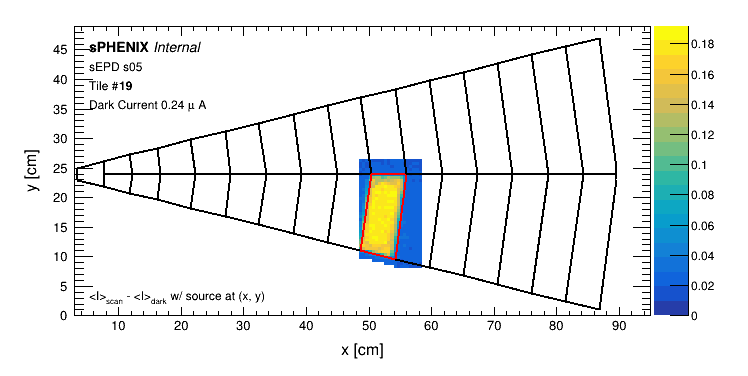 sPHENIX Internal
sEPD s05
Tile #19
Dark Current 0.24 μ A
<I>scan - <I>dark w/ source at (x, y)
y [cm]
45
40
35
30
25
20
15
10
5
0
10 20 30 40 50 60 70 80 90
x [cm]
0.18
0.16
0.14
0.12
0.1
0.08
0.06
0.04
0.02
0